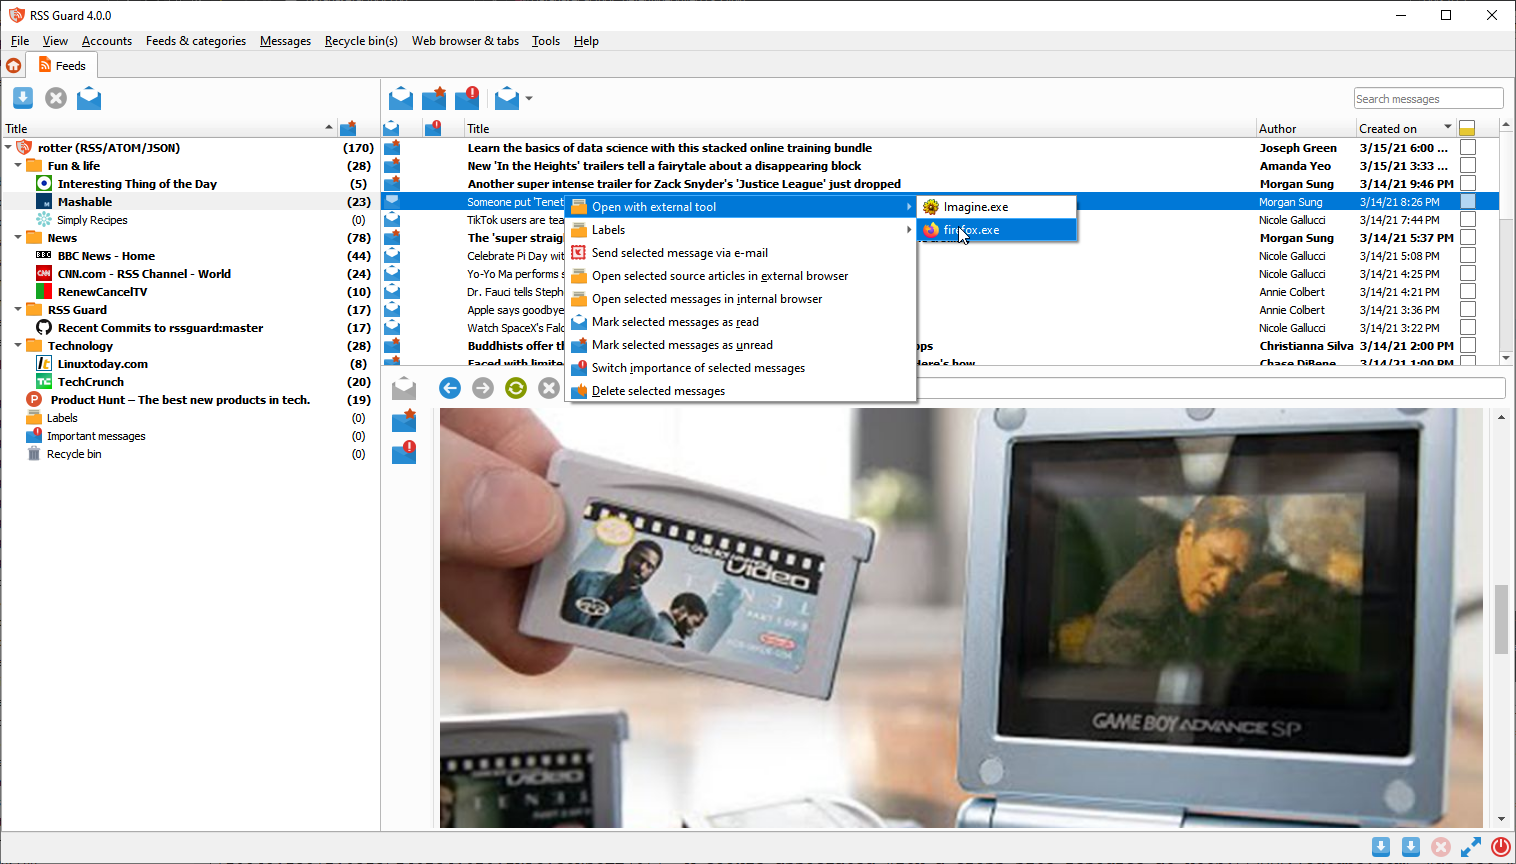 RSS Guard 4.0.0
File View Accounts Feeds & categories Messages Recycle bin(s) Web browser & tabs Tools Help
Feeds
Search messages
Title
rotter (RSS/ATOM/JSON) (170)
Fun & life (28)
Interesting Thing of the Day (5)
Mashable (23)
Simply Recipes (0)
News (78)
BBC News - Home (44)
CNN.com - RSS Channel - World (24)
RenewCancelTV (10)
RSS Guard (17)
Recent Commits to rssguard:master (17)
Technology (28)
Linuxtoday.com (8)
TechCrunch (20)
Product Hunt – The best new products in tech. (19)
Labels (0)
Important messages (0)
Recycle bin (0)
Title Author Created on
Learn the basics of data science with this stacked online training bundle Joseph Green 3/15/21 6:00 ...
New 'In the Heights' trailers tell a fairytale about a disappearing block Amanda Yeo 3/15/21 3:33 ...
Another super intense trailer for Zack Snyder's 'Justice League' just dropped Morgan Sung 3/14/21 9:46 PM
Someone put 'Tenet Morgan Sung 3/14/21 8:26 PM
TikTok users are tea Nicole Gallucci 3/14/21 7:44 PM
The 'super straig Morgan Sung 3/14/21 5:37 PM
Celebrate Pi Day wit Nicole Gallucci 3/14/21 5:08 PM
Yo-Yo Ma performs s Nicole Gallucci 3/14/21 4:25 PM
Dr. Fauci tells Steph Annie Colbert 3/14/21 4:21 PM
Apple says goodbye Annie Colbert 3/14/21 3:36 PM
Watch SpaceX's Falc Nicole Gallucci 3/14/21 3:22 PM
Buddhists offer th ops Christianna Silva 3/14/21 2:00 PM
Faced with limite Here's how Chase DiBene 3/14/21 1:00 PM
Open with external tool
Labels
Send selected message via e-mail
Open selected source articles in external browser
Open selected messages in internal browser
Mark selected messages as read
Mark selected messages as unread
Switch importance of selected messages
Delete selected messages
Imagine.exe
firefox.exe
GAME BOY ADVANCE
Video
TENET
PART 1 OF 5
Nintendo
GAME BOY ADVANCE SP
Video
TENET